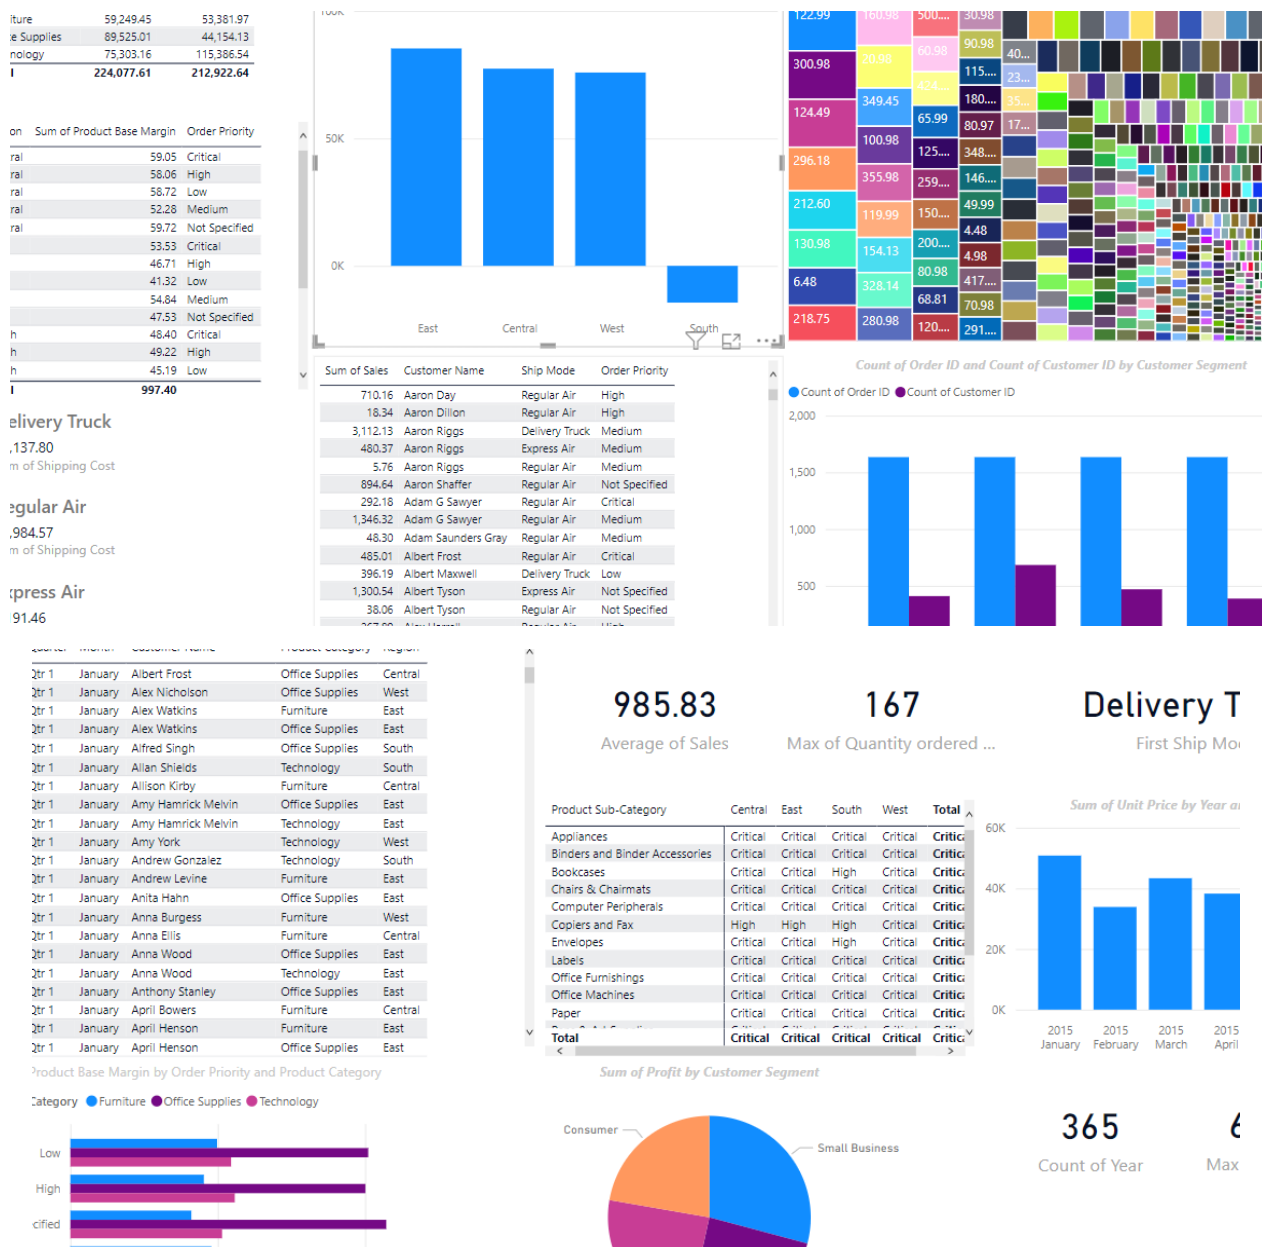 iture 59,249.45 53,381.97
e Supplies 89,525.01 44,154.13
nology 75,303.16 115,386.54
l 224,077.61 212,922.64
on Sum of Product Base Margin Order Priority
ral 59.05 Critical
ral 58.06 High
ral 58.72 Low
ral 52.28 Medium
ral 59.72 Not Specified
53.53 Critical
46.71 High
41.32 Low
54.84 Medium
47.53 Not Specified
h 48.40 Critical
h 49.22 High
h 45.19 Low
l 997.40
elivery Truck
,137.80
m of Shipping Cost
egular Air
,984.57
m of Shipping Cost
xpress Air
91.46
100K
50K
0K
East Central West South
Sum of Sales Customer Name Ship Mode Order Priority
710.16 Aaron Day Regular Air High
18.34 Aaron Dillon Regular Air High
3,112.13 Aaron Riggs Delivery Truck Medium
480.37 Aaron Riggs Express Air Medium
5.76 Aaron Riggs Regular Air Medium
894.64 Aaron Shaffer Regular Air Not Specified
292.18 Adam G Sawyer Regular Air Critical
1,346.32 Adam G Sawyer Regular Air Medium
48.30 Adam Saunders Gray Regular Air Medium
485.01 Albert Frost Regular Air Critical
396.19 Albert Maxwell Delivery Truck Low
1,300.54 Albert Tyson Express Air Not Specified
38.06 Albert Tyson Regular Air Not Specified
122.99
300.98
124.49
296.18
212.60
130.98
6.48
218.75
160.98
20.98
349.45
100.98
355.98
119.99
154.13
328.14
280.98
500....
60.98
65.99
125....
259....
150....
200....
80.98
68.81
120....
30.98
90.98
115....
180....
80.97
348....
146....
49.99
4.48
4.98
417....
70.98
291....
40...
23...
35...
17...
Count of Order ID and Count of Customer ID by Customer Segment
Count of Order ID Count of Customer ID
2,000
1,500
1,000
500
Qtr 1 January Albert Frost Office Supplies Central
Qtr 1 January Alex Nicholson Office Supplies West
Qtr 1 January Alex Watkins Furniture East
Qtr 1 January Alex Watkins Office Supplies East
Qtr 1 January Alfred Singh Office Supplies South
Qtr 1 January Allan Shields Technology South
Qtr 1 January Allison Kirby Furniture Central
Qtr 1 January Amy Hamrick Melvin Office Supplies East
Qtr 1 January Amy Hamrick Melvin Technology East
Qtr 1 January Amy York Technology West
Qtr 1 January Andrew Gonzalez Technology South
Qtr 1 January Andrew Levine Furniture East
Qtr 1 January Anita Hahn Office Supplies East
Qtr 1 January Anna Burgess Furniture West
Qtr 1 January Anna Ellis Furniture Central
Qtr 1 January Anna Wood Office Supplies East
Qtr 1 January Anna Wood Technology East
Qtr 1 January Anthony Stanley Office Supplies East
Qtr 1 January April Bowers Furniture Central
Qtr 1 January April Henson Furniture East
Qtr 1 January April Henson Office Supplies East
985.83
Average of Sales
167
Max of Quantity ordered ...
Delivery T
First Ship Mo
Product Sub-Category Central East South West Total
Appliances Critical Critical Critical Critical Critic
Binders and Binder Accessories Critical Critical Critical Critical Critic
Bookcases Critical Critical High Critical Critic
Chairs & Chairmats Critical Critical Critical Critical Critic
Computer Peripherals Critical Critical Critical Critical Critic
Copiers and Fax High High High Critical Critic
Envelopes Critical Critical High Critical Critic
Labels Critical Critical Critical Critical Critic
Office Furnishings Critical Critical Critical Critical Critic
Office Machines Critical Critical Critical Critical Critic
Paper Critical Critical Critical Critical Critic
Total Critical Critical Critical Critical Critic
Sum of Unit Price by Year a
60K
40K
20K
0K
2015 2015 2015 2015
January February March April
Product Base Margin by Order Priority and Product Category
Category Furniture Office Supplies Technology
Low
High
cified
Sum of Profit by Customer Segment
Consumer
Small Business
365
Count of Year
Max